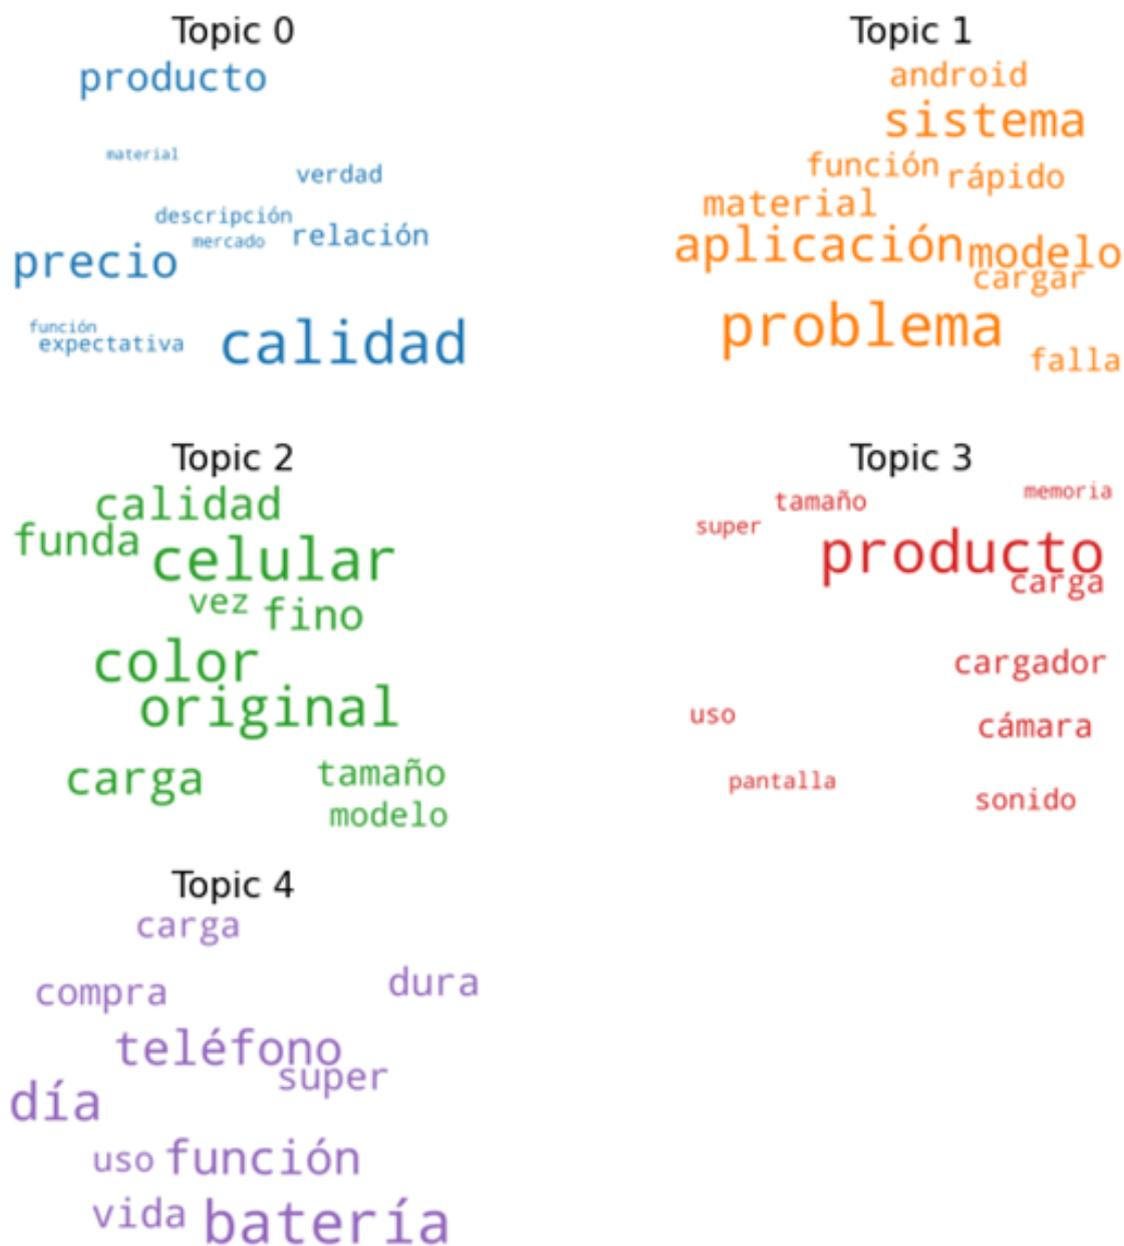 Topic 0
producto
material
verdad
descripción
mercado relación
precio
función
expectativa calidad
Topic 1
android
sistema
función rápido
material
aplicación modelo
cargar
problema
falla
Topic 2
calidad
funda celular
vez fino
color
original
carga tamaño
modelo
Topic 3
memoria
tamaño
super
producto
carga
cargador
uso cámara
pantalla
sonido
Topic 4
carga
compra dura
teléfono
super
día
uso función
vida batería